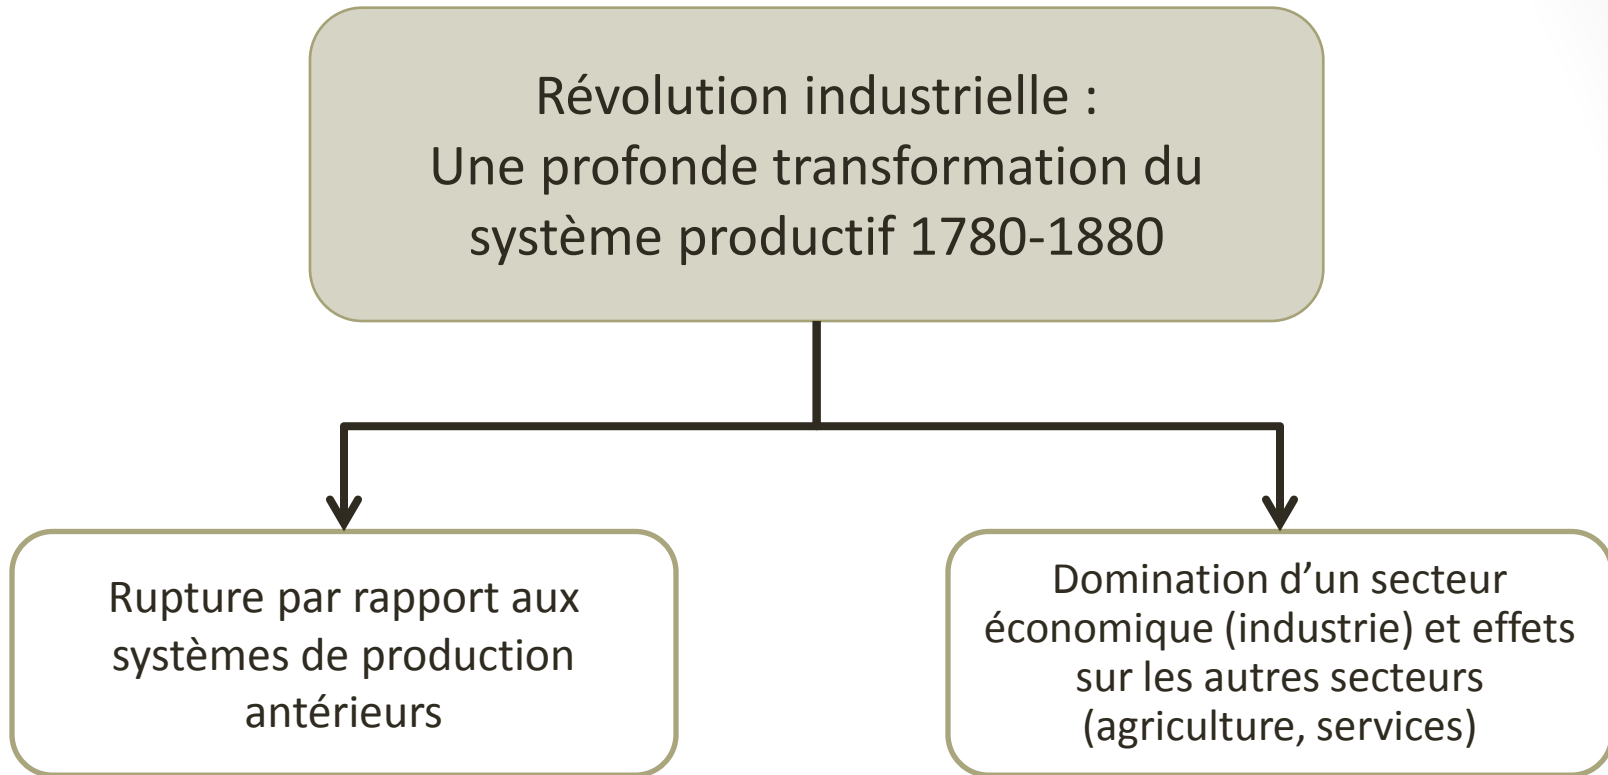 Révolution industrielle :
Une profonde transformation du
système productif 1780-1880
Rupture par rapport aux
systèmes de production
antérieurs
Domination d’un secteur
économique (industrie) et effets
sur les autres secteurs
(agriculture, services)